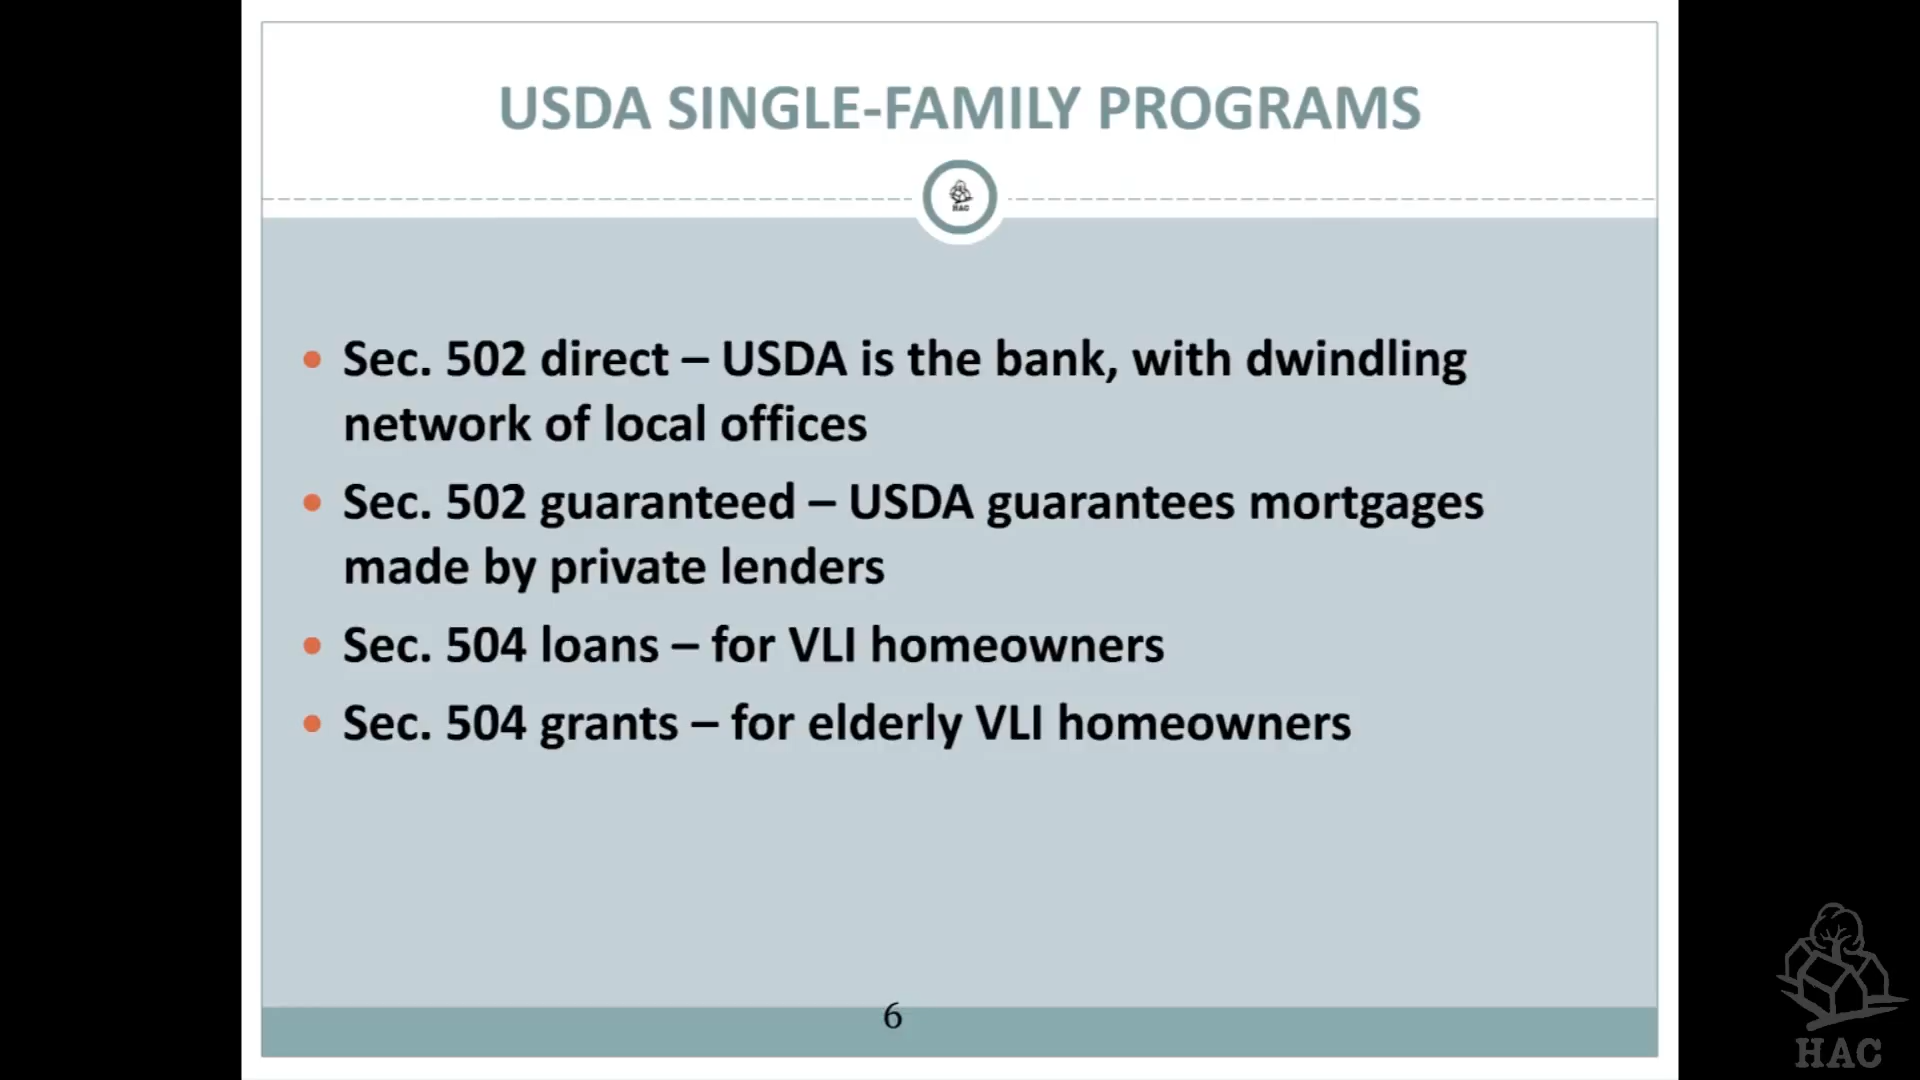 USDA SINGLE-FAMILY PROGRAMS
HAC
• Sec. 502 direct – USDA is the bank, with dwindling
network of local offices
• Sec. 502 guaranteed – USDA guarantees mortgages
made by private lenders
• Sec. 504 loans – for VLI homeowners
• Sec. 504 grants – for elderly VLI homeowners
6
HAC